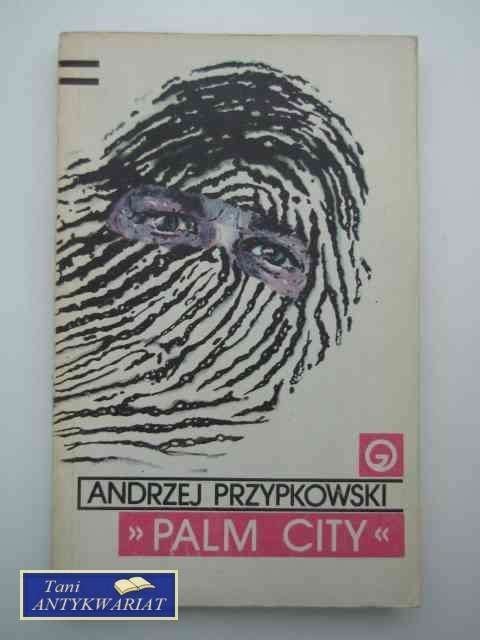 ANDRZEJ PRZYPKOWSKI
» PALM CITY «
Tani
ANTYKWARIAT